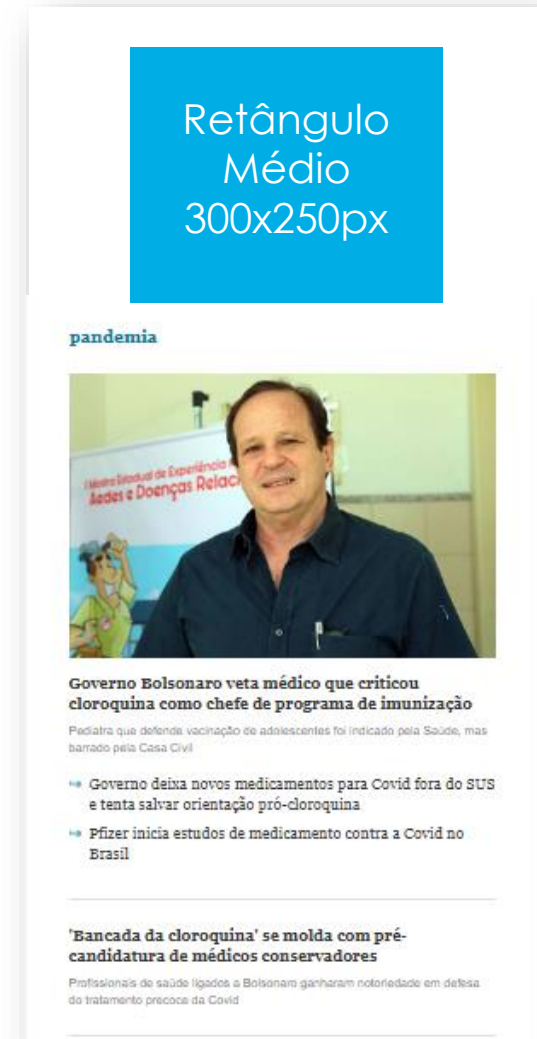 Retângulo
Médio
300x250px
pandemia
I Mostra Estadual de Experiência
Aedes e Doenças Relac
Governo Bolsonaro veta médico que criticou
cloroquina como chefe de programa de imunização
Pediatra que defende vacinação de adolescentes foi indicado pela Saúde, mas
barrado pela Casa Civil
Governo deixa novos medicamentos para Covid fora do SUS
e tenta salvar orientação pró-cloroquina
Pfizer inicia estudos de medicamento contra a Covid no
Brasil
'Bancada da cloroquina' se molda com pré-
candidatura de médicos conservadores
Profissionais de saúde ligados a Bolsonaro ganharam notoriedade em defesa
do tratamento precoce da Covid